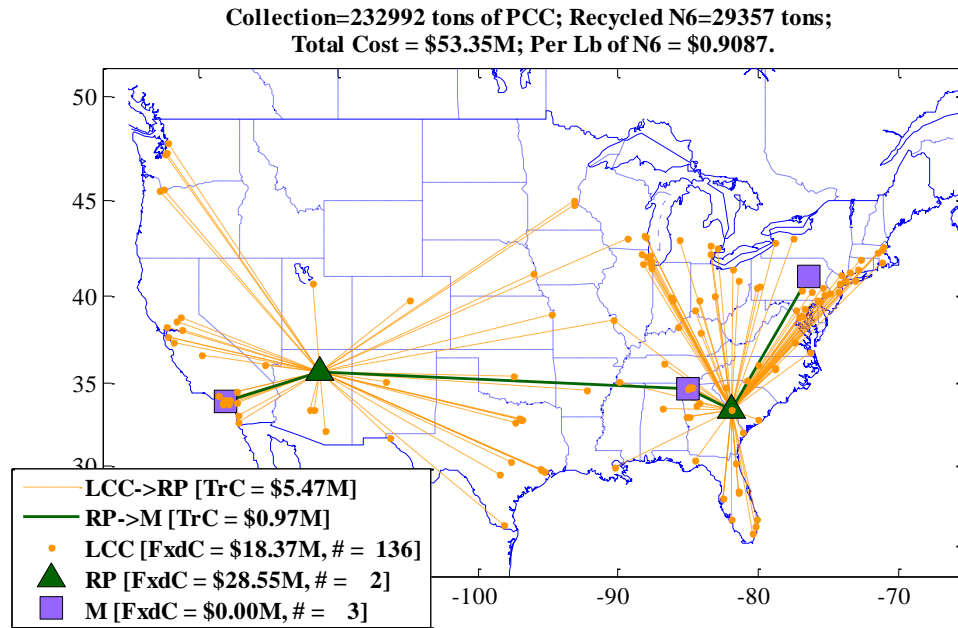 Collection=232992 tons of PCC; Recycled N6=29357 tons;
Total Cost = $53.35M; Per Lb of N6 = $0.9087.
50
45
40
35
30
LCC->RP [TrC = $5.47M]
RP->M [TrC = $0.97M]
LCC [FxdC = $18.37M, # = 136]
RP [FxdC = $28.55M, # = 2]
M [FxdC = $0.00M, # = 3]
-100
-90
-80
-70